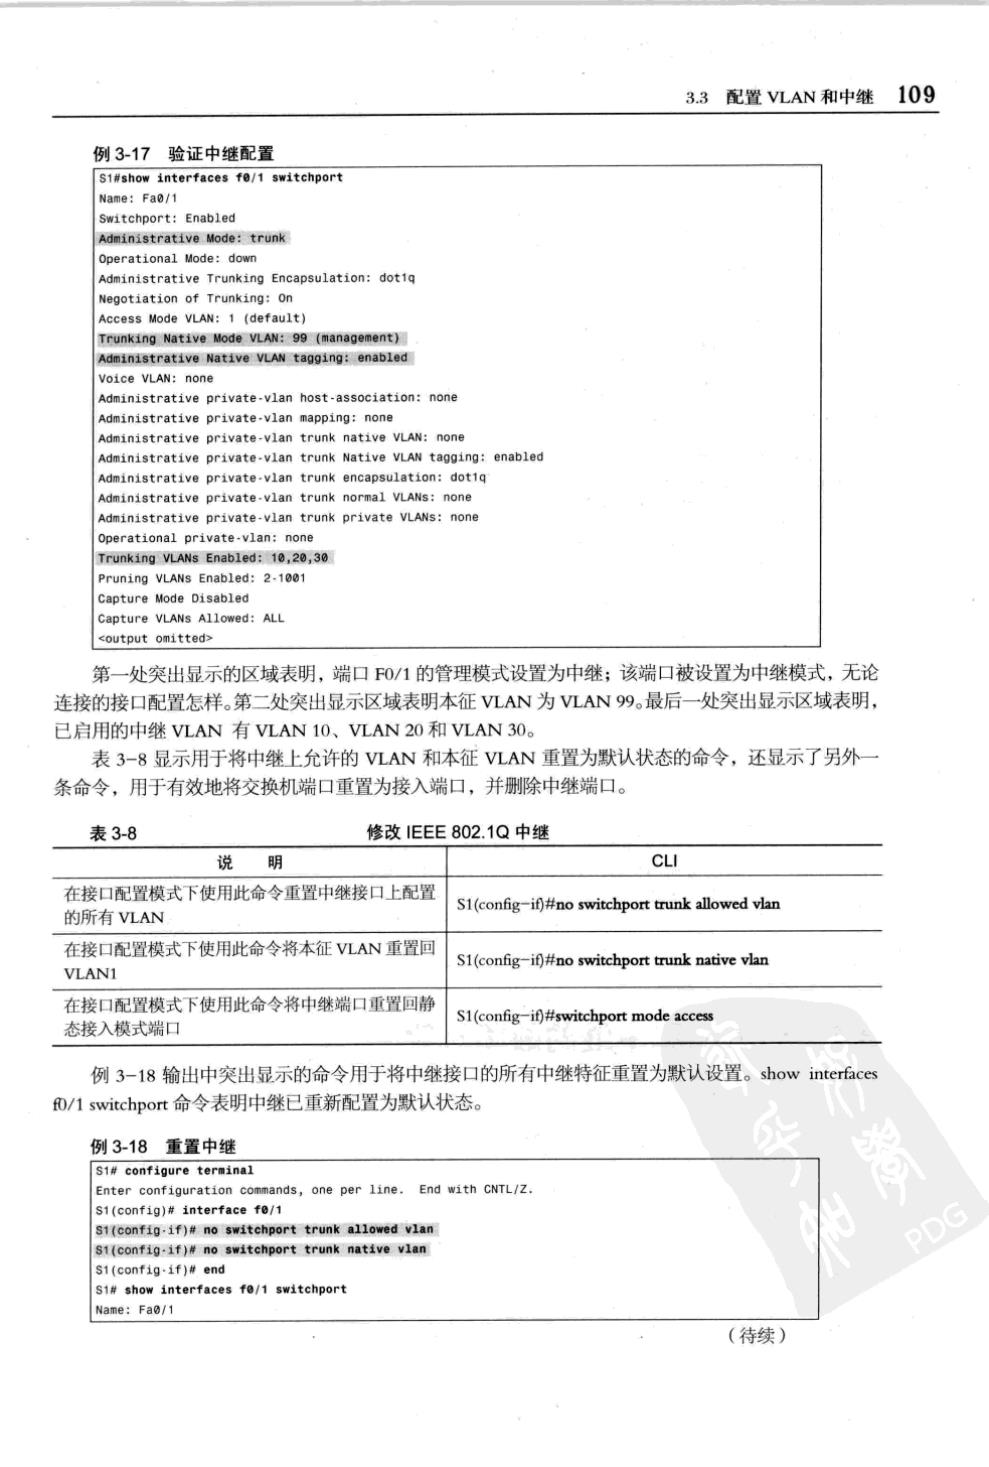 3.3 配置 VLAN 和中继 109
例 3-17 验证中继配置
S1#show interfaces f0/1 switchport
Name: Fa0/1
Switchport: Enabled
Administrative Mode: trunk
Operational Mode: down
Administrative Trunking Encapsulation: dot1q
Negotiation of Trunking: On
Access Mode VLAN: 1 (default)
Trunking Native Mode VLAN: 99 (management)
Administrative Native VLAN tagging: enabled
Voice VLAN: none
Administrative private-vlan host-association: none
Administrative private-vlan mapping: none
Administrative private-vlan trunk native VLAN: none
Administrative private-vlan trunk Native VLAN tagging: enabled
Administrative private-vlan trunk encapsulation: dot1q
Administrative private-vlan trunk normal VLANs: none
Administrative private-vlan trunk private VLANs: none
Operational private-vlan: none
Trunking VLANs Enabled: 10,20,30
Pruning VLANs Enabled: 2-1001
Capture Mode Disabled
Capture VLANs Allowed: ALL
<output omitted>
第一处突出显示的区域表明，端口 F0/1 的管理模式设置为中继；该端口被设置为中继模式，无论
连接的接口配置怎样。第二处突出显示区域表明本征 VLAN 为 VLAN 99。最后一处突出显示区域表明，
已启用的中继 VLAN 有 VLAN 10、VLAN 20 和 VLAN 30。
表 3-8 显示用于将中继上允许的 VLAN 和本征 VLAN 重置为默认状态的命令，还显示了另外一
条命令，用于有效地将交换机端口重置为接入端口，并删除中继端口。
表 3-8 修改 IEEE 802.1Q 中继
说 明 CLI
在接口配置模式下使用此命令重置中继接口上配置
的所有 VLAN
S1(config-if)#no switchport trunk allowed vlan
在接口配置模式下使用此命令将本征 VLAN 重置回
VLAN1
S1(config-if)#no switchport trunk native vlan
在接口配置模式下使用此命令将中继端口重置回静
态接入模式端口
S1(config-if)#switchport mode access
例 3-18 输出中突出显示的命令用于将中继接口的所有中继特征重置为默认设置。show interfaces
f0/1 switchport 命令表明中继已重新配置为默认状态。
例 3-18 重置中继
S1# configure terminal
Enter configuration commands, one per line. End with CNTL/Z.
S1(config)# interface f0/1
S1(config-if)# no switchport trunk allowed vlan
S1(config-if)# no switchport trunk native vlan
S1(config-if)# end
S1# show interfaces f0/1 switchport
Name: Fa0/1
（待续）
PDG